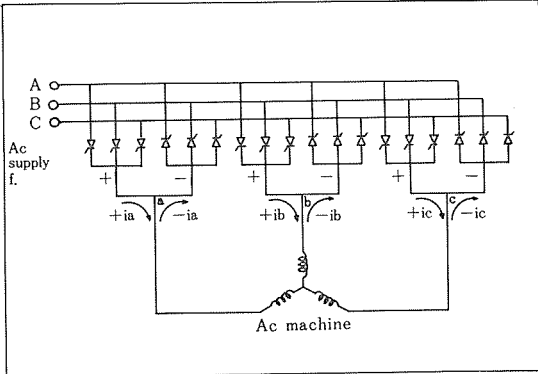 A
B
C
Ac
supply
f.
+ − + − + −
a b c
+ia −ia +ib −ib +ic −ic
Ac machine